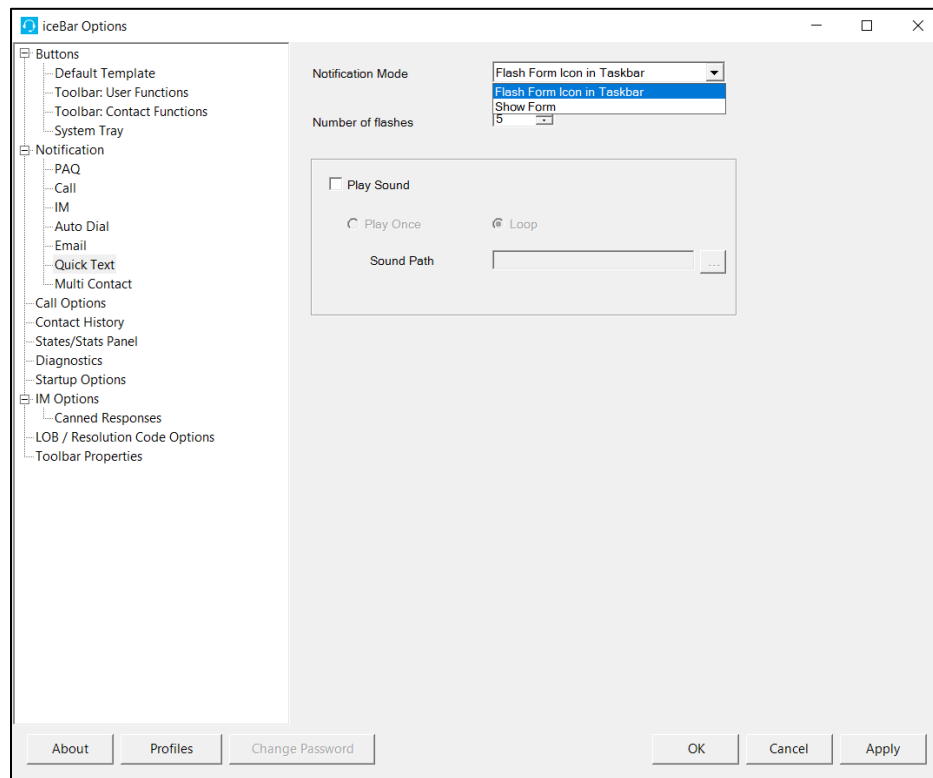 iceBar Options
Buttons
Default Template
Toolbar: User Functions
Toolbar: Contact Functions
System Tray
Notification
PAQ
Call
IM
Auto Dial
Email
Quick Text
Multi Contact
Call Options
Contact History
States/Stats Panel
Diagnostics
Startup Options
IM Options
Canned Responses
LOB / Resolution Code Options
Toolbar Properties
Notification Mode
Flash Form Icon in Taskbar
Flash Form Icon in Taskbar
Show Form
Number of flashes
5
Play Sound
Play Once
Loop
Sound Path
...
About
Profiles
Change Password
OK
Cancel
Apply